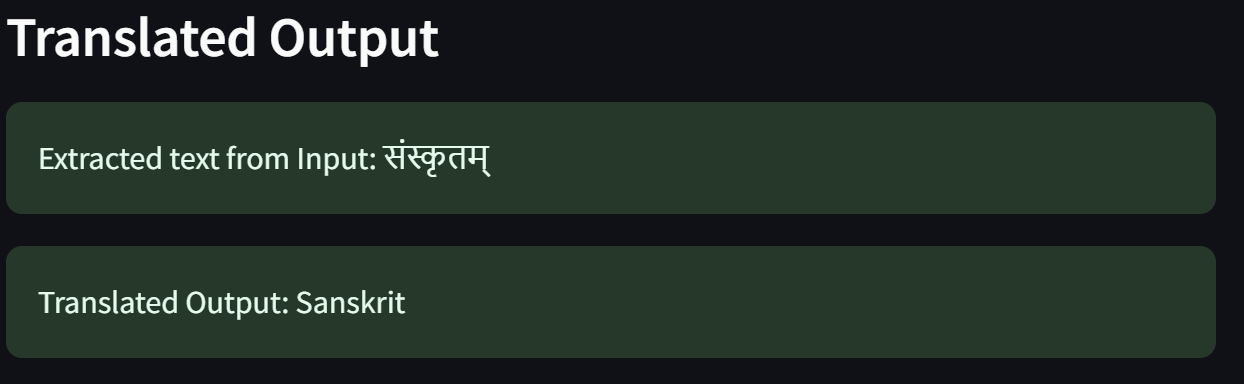 Translated Output
Extracted text from Input: संस्कृतम्
Translated Output: Sanskrit